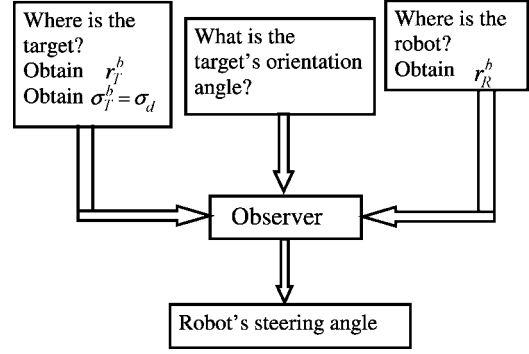 Where is the
target?
Obtain r_T^b
Obtain σ_T^b = σ_d
What is the
target's orientation
angle?
Where is the
robot?
Obtain r_R^b
Observer
Robot's steering angle